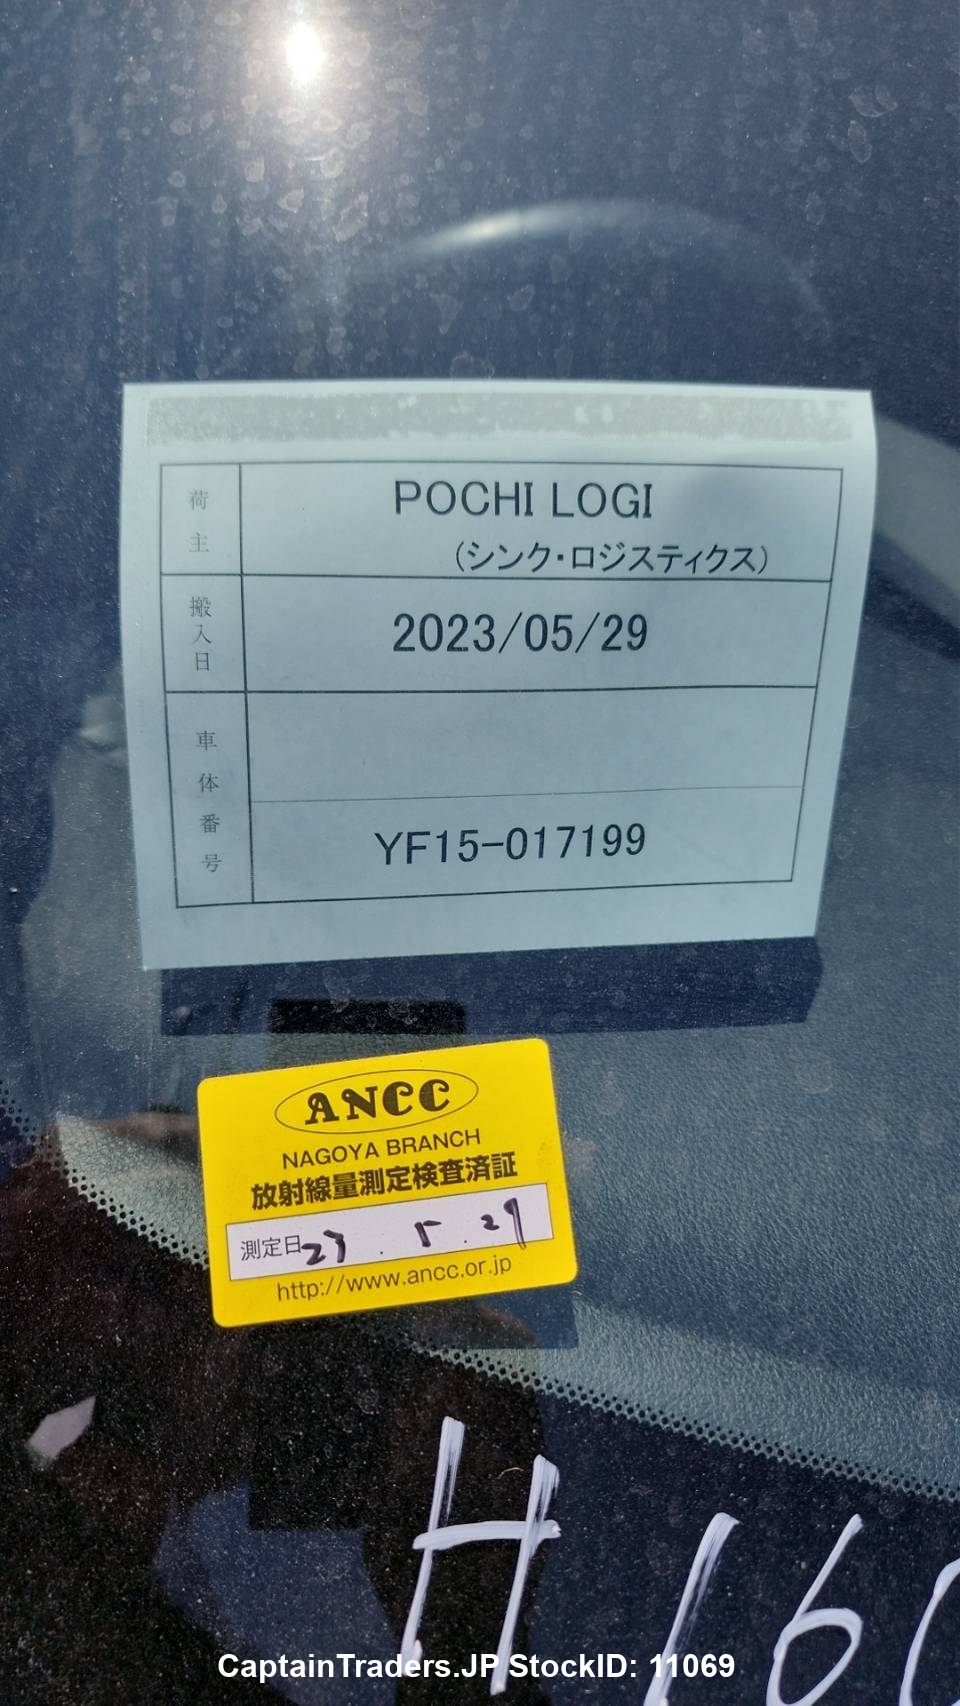 荷主
POCHI LOGI
(シンク・ロジスティクス)
搬入日
2023/05/29
車体番号
YF15-017199
ANCC
NAGOYA BRANCH
放射線量測定検査済証
測定日 23 . 5 . 29
http://www.ancc.or.jp
H 160
CaptainTraders.JP StockID: 11069